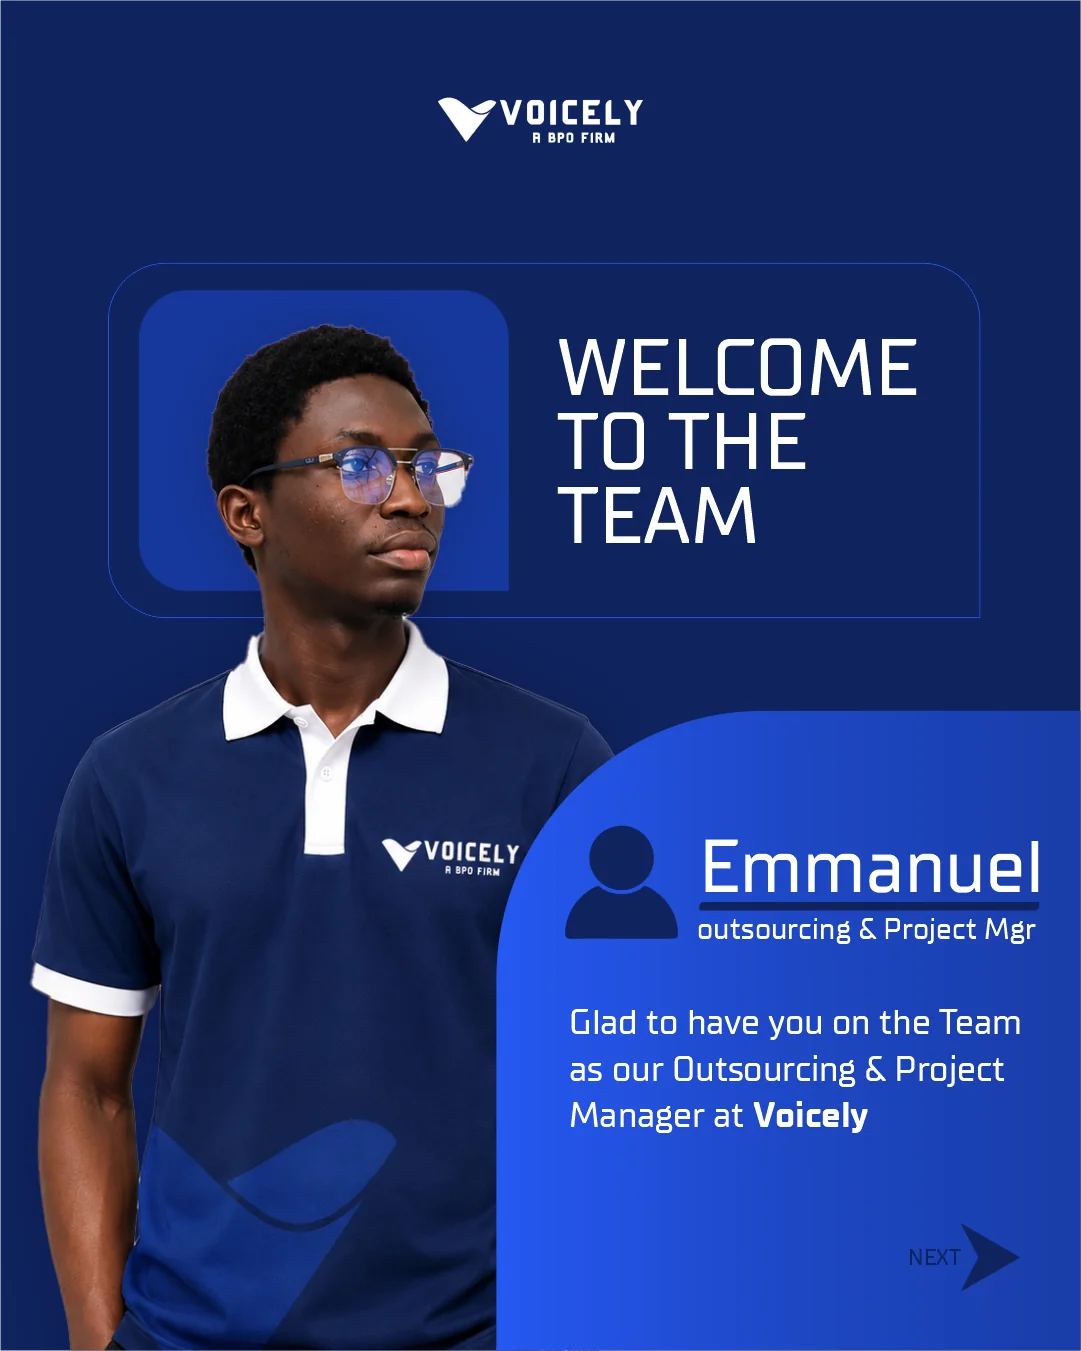 VOICELY
A BPO FIRM
WELCOME
TO THE
TEAM
VOICELY
A BPO FIRM
Emmanuel
outsourcing & Project Mgr
Glad to have you on the Team
as our Outsourcing & Project
Manager at Voicely
NEXT